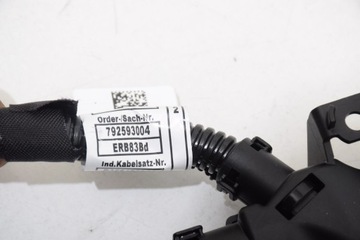 Order-/Sach-Nr.
792593004
ERB83Bd
Ind.Kabelsatz-Nr.